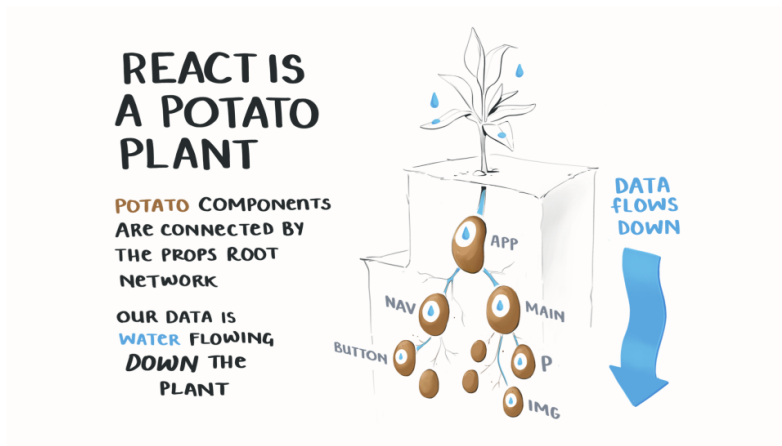 REACT IS
A POTATO
PLANT
POTATO COMPONENTS
ARE CONNECTED BY
THE PROPS ROOT
NETWORK
OUR DATA IS
WATER FLOWING
DOWN THE
PLANT
APP
NAV
MAIN
BUTTON
P
IMG
DATA
FLOWS
DOWN